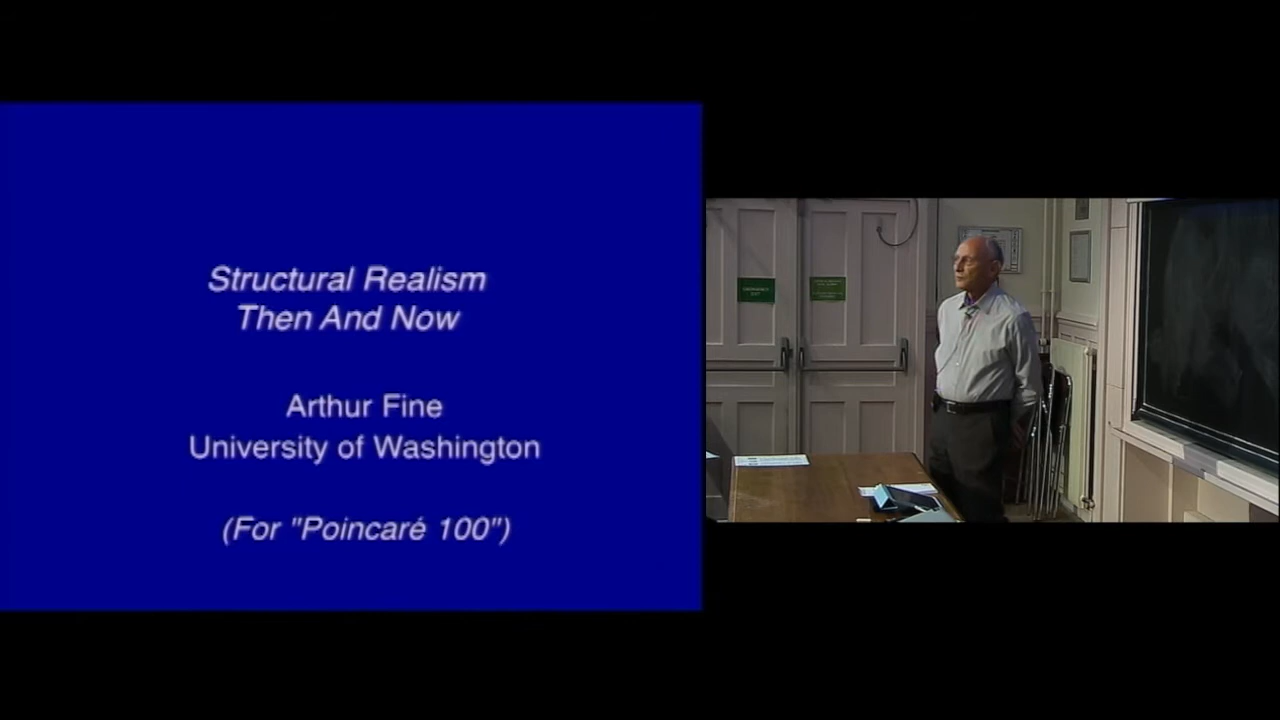 Structural Realism
Then And Now
Arthur Fine
University of Washington
(For "Poincaré 100")